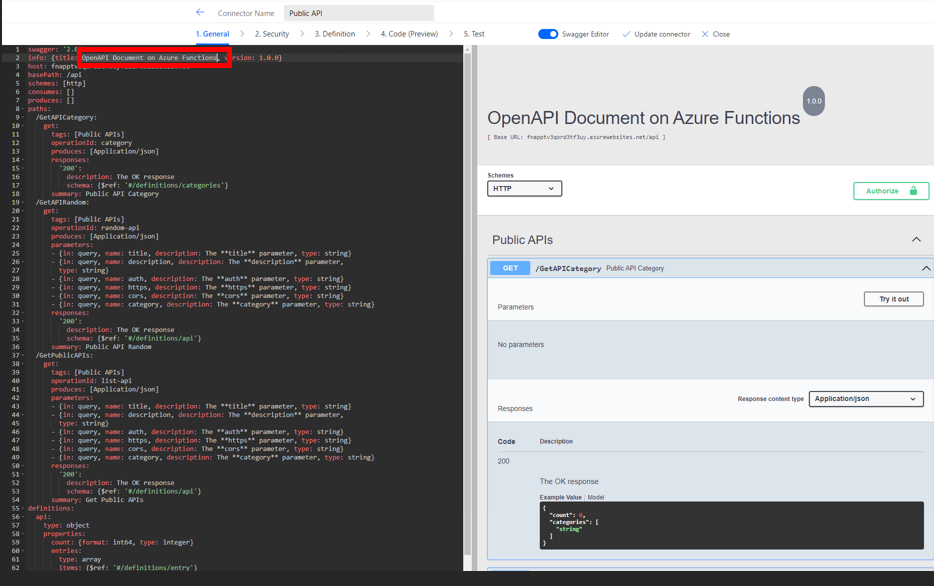 Connector Name
Public API
1. General
2. Security
3. Definition
4. Code (Preview)
5. Test
Swagger Editor
Update connector
Close
1 swagger: '2.0
2 info: {title: OpenAPI Document on Azure Functions, version: 1.0.0}
3 host:
4 basePath: /api
5 schemes: [http]
6 consumes: []
7 produces: []
8 paths:
9 /GetAPICategory:
10 get:
11 tags: [Public APIs]
12 operationId: category
13 produces: [Application/json]
14 responses:
15 '200':
16 description: The OK response
17 schema: {$ref: '#/definitions/categories'}
18 summary: Public API Category
19 /GetAPIRandom:
20 get:
21 tags: [Public APIs]
22 operationId: random-api
23 produces: [Application/json]
24 parameters:
25 - {in: query, name: title, description: The **title** parameter, type: string}
26 - {in: query, name: description, description: The **description** parameter,
27 type: string}
28 - {in: query, name: auth, description: The **auth** parameter, type: string}
29 - {in: query, name: https, description: The **https** parameter, type: string}
30 - {in: query, name: cors, description: The **cors** parameter, type: string}
31 - {in: query, name: category, description: The **category** parameter, type: string}
32 responses:
33 '200':
34 description: The OK response
35 schema: {$ref: '#/definitions/api'}
36 summary: Public API Random
37 /GetPublicAPIs:
38 get:
39 tags: [Public APIs]
40 operationId: list-api
41 produces: [Application/json]
42 parameters:
43 - {in: query, name: title, description: The **title** parameter, type: string}
44 - {in: query, name: description, description: The **description** parameter,
45 type: string}
46 - {in: query, name: auth, description: The **auth** parameter, type: string}
47 - {in: query, name: https, description: The **https** parameter, type: string}
48 - {in: query, name: cors, description: The **cors** parameter, type: string}
49 - {in: query, name: category, description: The **category** parameter, type: string}
50 responses:
51 '200':
52 description: The OK response
53 schema: {$ref: '#/definitions/api'}
54 summary: Get Public APIs
55 definitions:
56 api:
57 type: object
58 properties:
59 count: {format: int64, type: integer}
60 entries:
61 type: array
62 items: {$ref: '#/definitions/entry'}
OpenAPI Document on Azure Functions
1.0.0
[ Base URL: fnapptv3qord3tf3uy.azurewebsites.net/api ]
Schemes
HTTP
Authorize
Public APIs
GET /GetAPICategory Public API Category
Parameters
Try it out
No parameters
Responses
Response content type
Application/json
Code
Description
200
The OK response
Example Value | Model
{
"count": 0,
"categories": [
"string"
]
}